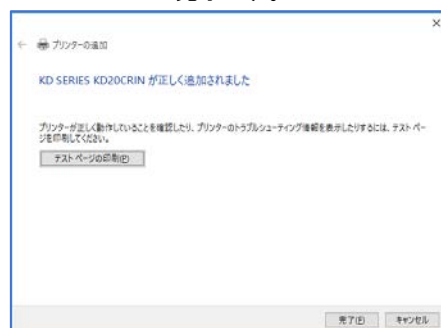 プリンターの追加
KD SERIES KD20CRIN が正しく追加されました
プリンターが正しく動作していることを確認したり、プリンターのトラブルシューティング情報を表示したりするには、テスト ペー
ジを印刷してください。
テスト ページの印刷(P)
完了(F) キャンセル